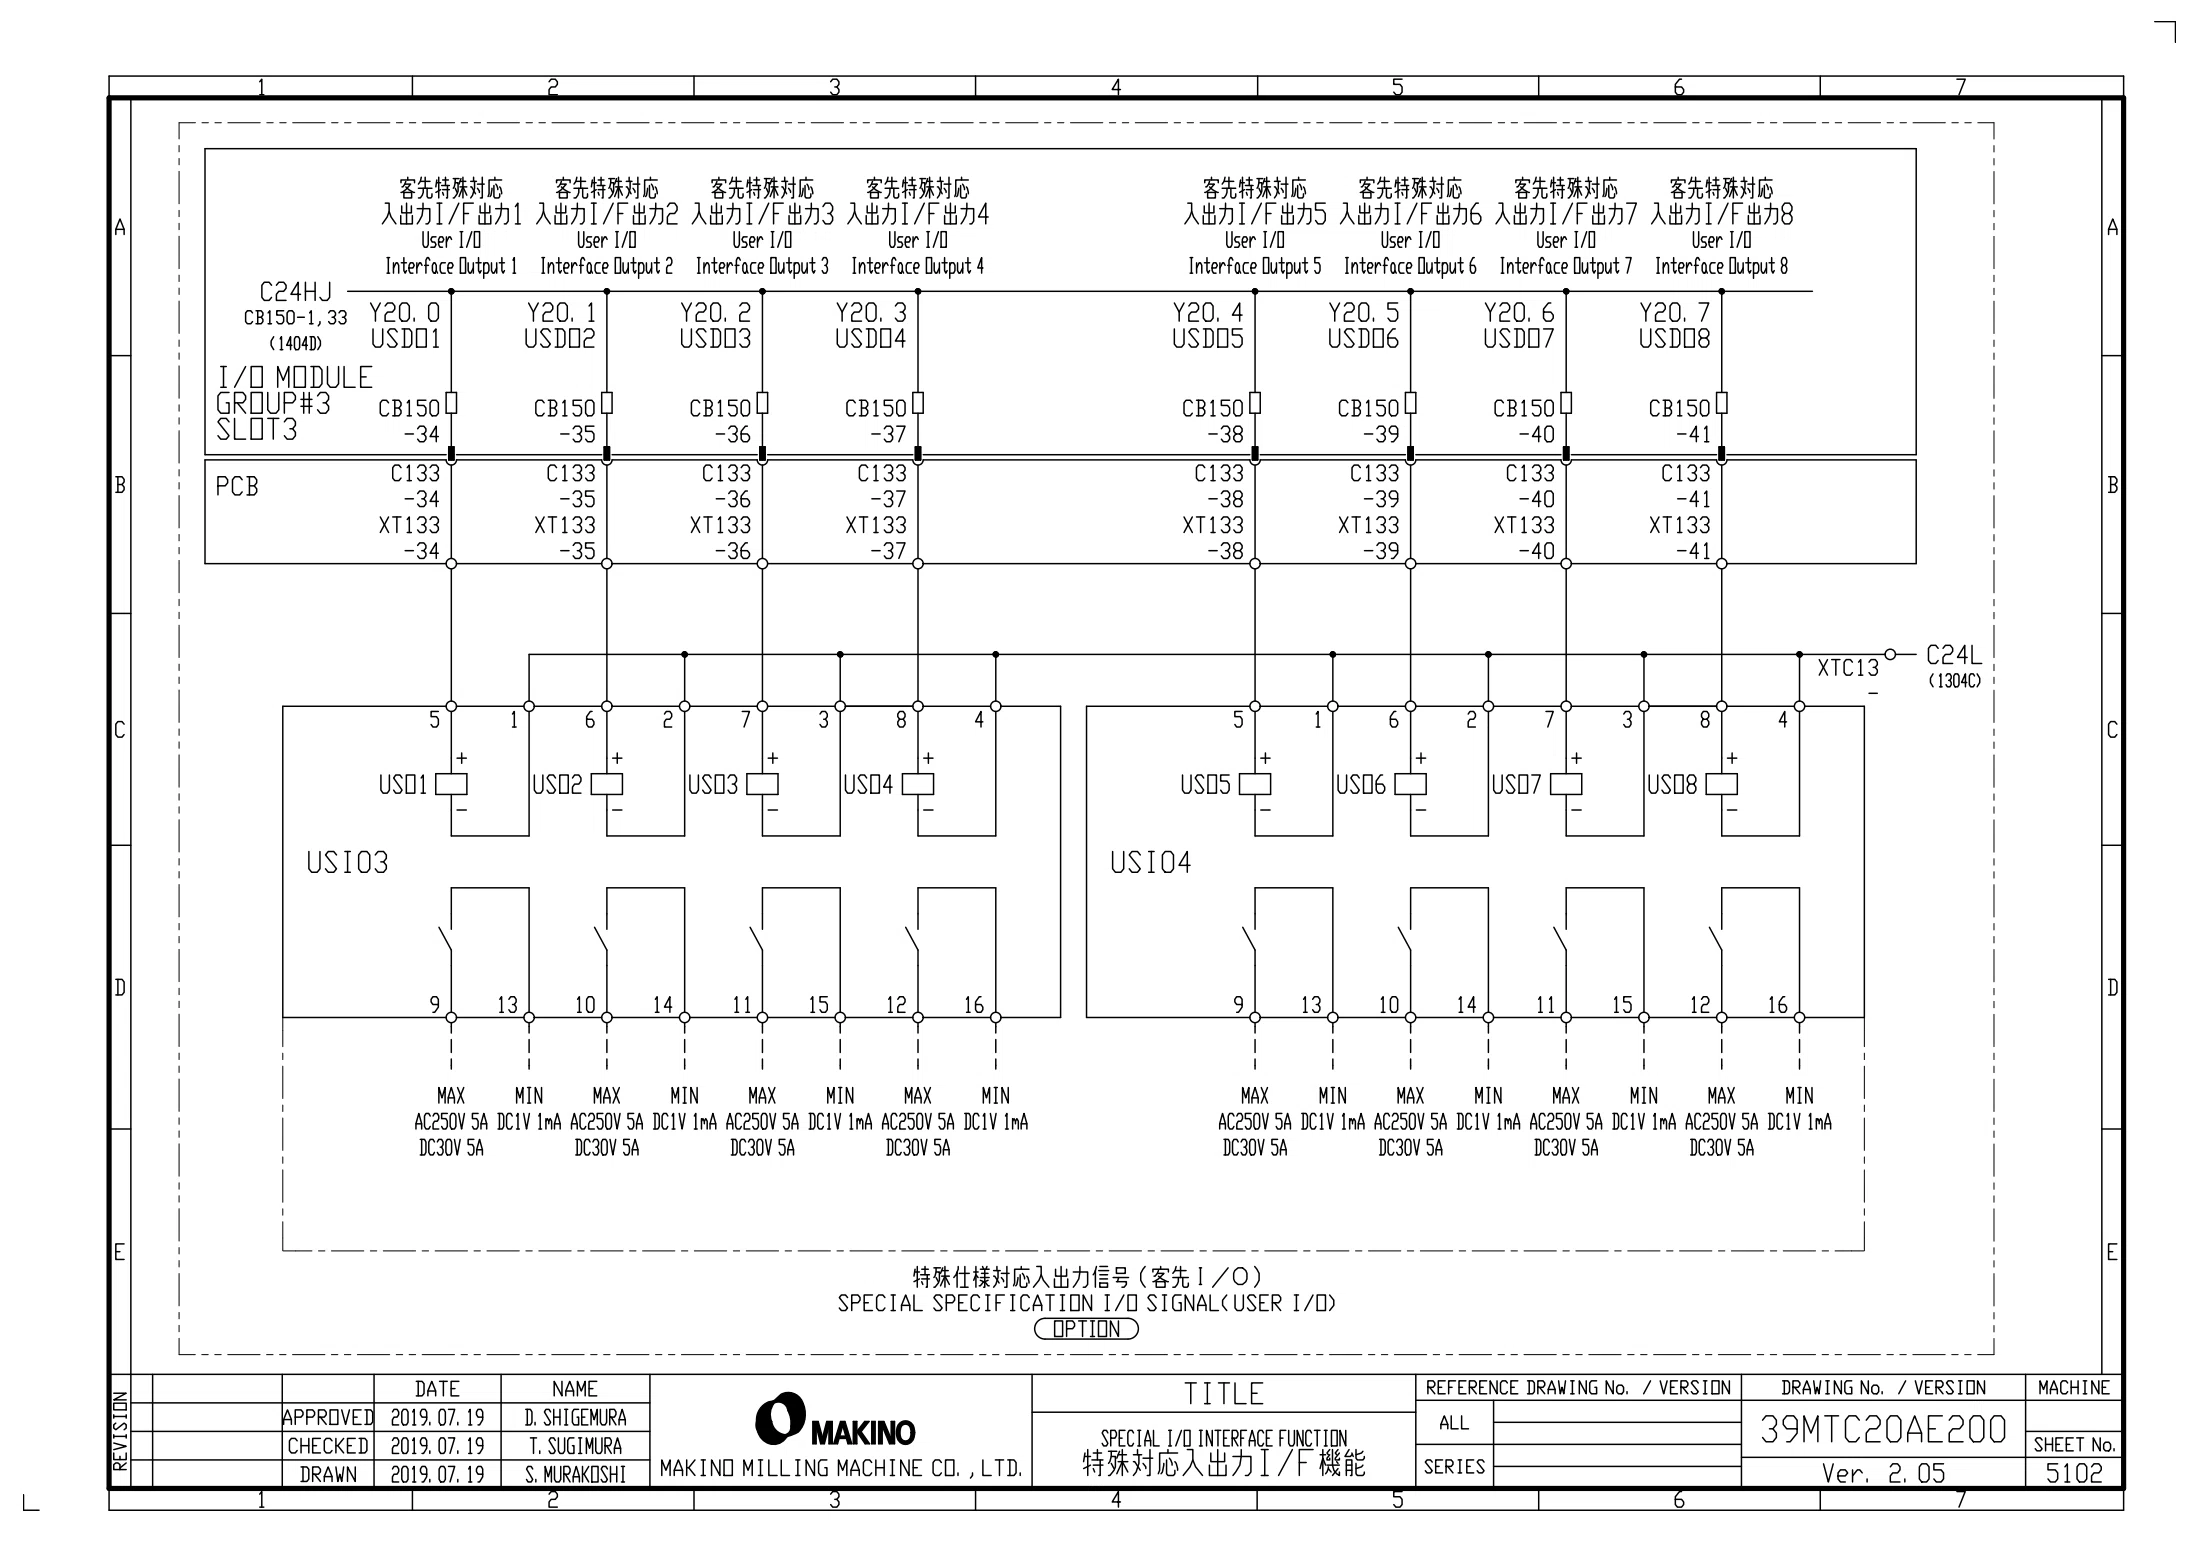 1 2 3 4 5 6 7
客先特殊対応 客先特殊対応 客先特殊対応 客先特殊対応 客先特殊対応 客先特殊対応 客先特殊対応 客先特殊対応
入出力I/F出力1 入出力I/F出力2 入出力I/F出力3 入出力I/F出力4 入出力I/F出力5 入出力I/F出力6 入出力I/F出力7 入出力I/F出力8
A A
User I/O User I/O User I/O User I/O User I/O User I/O User I/O User I/O
Interface Output 1 Interface Output 2 Interface Output 3 Interface Output 4 Interface Output 5 Interface Output 6 Interface Output 7 Interface Output 8
C24HJ
CB150-1,33 Y20.0 Y20.1 Y20.2 Y20.3 Y20.4 Y20.5 Y20.6 Y20.7
(1404D) USDO1 USDO2 USDO3 USDO4 USDO5 USDO6 USDO7 USDO8
I/O MODULE
GROUP#3 CB150 CB150 CB150 CB150 CB150 CB150 CB150 CB150
SLOT3 -34 -35 -36 -37 -38 -39 -40 -41
C133 C133 C133 C133 C133 C133 C133 C133
B PCB B
-34 -35 -36 -37 -38 -39 -40 -41
XT133 XT133 XT133 XT133 XT133 XT133 XT133 XT133
-34 -35 -36 -37 -38 -39 -40 -41
C24L
XTC13 (1304C)
-
5 1 6 2 7 3 8 4 5 1 6 2 7 3 8 4
C C
+ + + + + + + +
USO1 USO2 USO3 USO4 USO5 USO6 USO7 USO8
- - - - - - - -
USIO3 USIO4
D D
9 13 10 14 11 15 12 16 9 13 10 14 11 15 12 16
MAX MIN MAX MIN MAX MIN MAX MIN MAX MIN MAX MIN MAX MIN MAX MIN
AC250V 5A DC1V 1mA AC250V 5A DC1V 1mA AC250V 5A DC1V 1mA AC250V 5A DC1V 1mA AC250V 5A DC1V 1mA AC250V 5A DC1V 1mA AC250V 5A DC1V 1mA AC250V 5A DC1V 1mA
DC30V 5A DC30V 5A DC30V 5A DC30V 5A DC30V 5A DC30V 5A DC30V 5A DC30V 5A
E E
特殊仕様対応入出力信号(客先I/O)
SPECIAL SPECIFICATION I/O SIGNAL(USER I/O)
OPTION
REVISION
DATE NAME
APPROVED 2019.07.19 D. SHIGEMURA
CHECKED 2019.07.19 T. SUGIMURA
DRAWN 2019.07.19 S. MURAKOSHI
MAKINO
MAKINO MILLING MACHINE CO.,LTD.
TITLE
SPECIAL I/O INTERFACE FUNCTION
特殊対応入出力I/F機能
REFERENCE DRAWING No. / VERSION
ALL
SERIES
DRAWING No. / VERSION
39MTC20AE200
Ver. 2.05
MACHINE
SHEET No.
5102
1 2 3 4 5 6 7